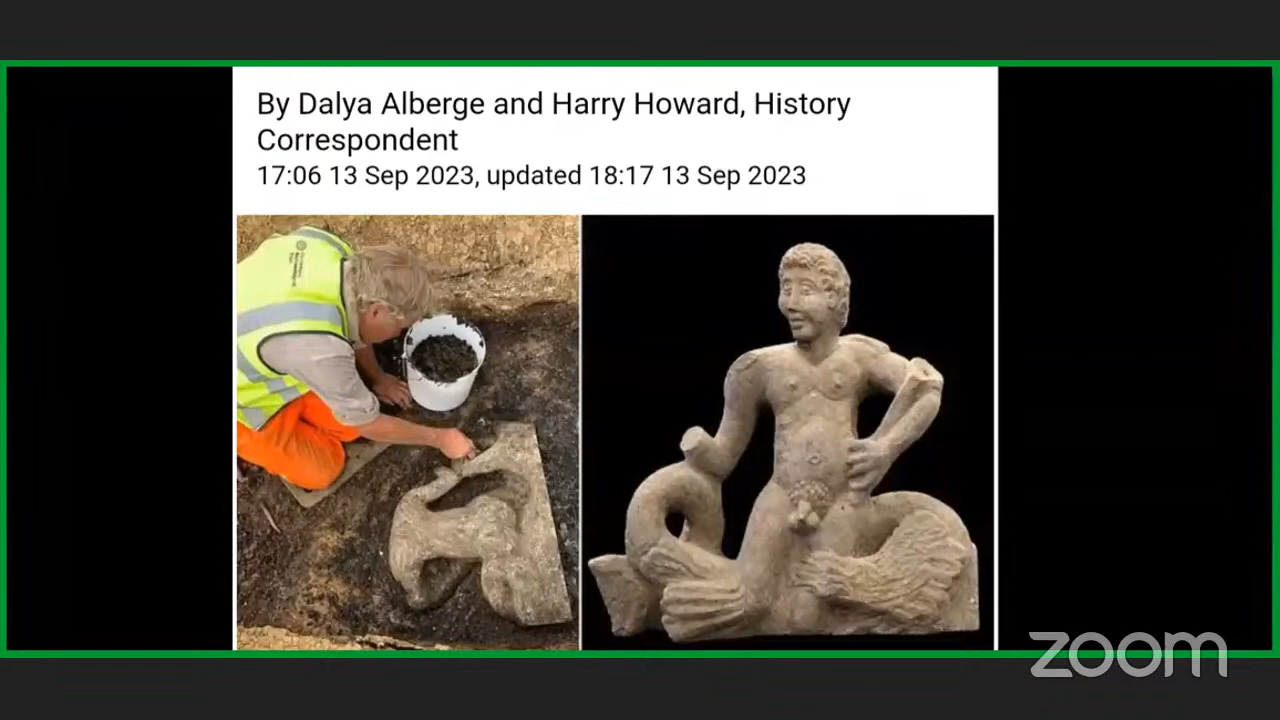 By Dalya Alberge and Harry Howard, History
Correspondent
17:06 13 Sep 2023, updated 18:17 13 Sep 2023
zoom